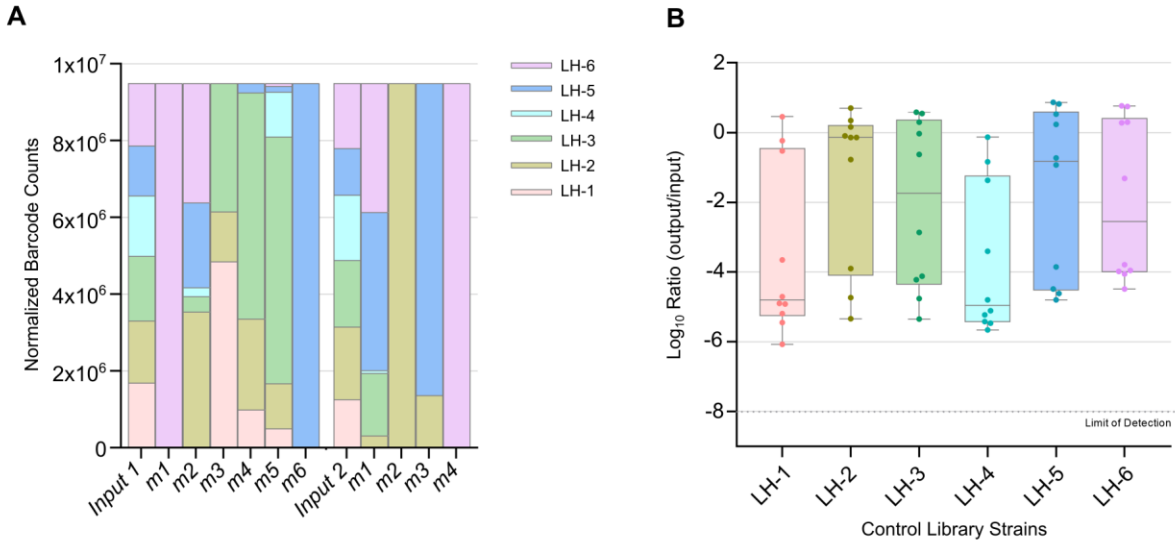 A
Normalized Barcode Counts
1x10⁷
8x10⁶
6x10⁶
4x10⁶
2x10⁶
0
Input 1
m1
m2
m3
m4
m5
m6
Input 2
m1
m2
m3
m4
LH-6
LH-5
LH-4
LH-3
LH-2
LH-1
B
Log₁₀ Ratio (output/input)
2
0
-2
-4
-6
-8
Limit of Detection
LH-1
LH-2
LH-3
LH-4
LH-5
LH-6
Control Library Strains